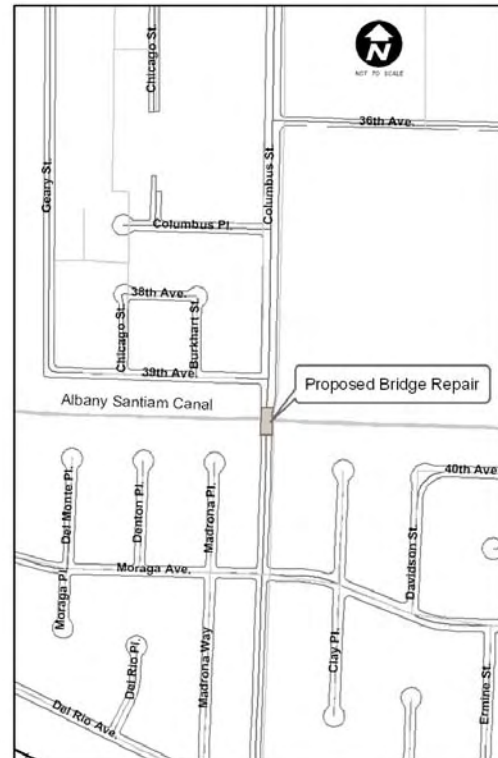 Chicago St.
N
NOT TO SCALE
36th Ave.
Geary St.
Columbus St.
Columbus Pl.
38th Ave.
Chicago St.
Burkhart St.
39th Ave.
Proposed Bridge Repair
Albany Santiam Canal
Del Monte Pl.
Denton Pl.
Madrona Pl.
40th Ave
Davidson St.
Moraga Ave.
Moraga Pl.
Del Rio Pl.
Madrona Way
Clay Pl.
Ermine St.
Del Rio Ave.